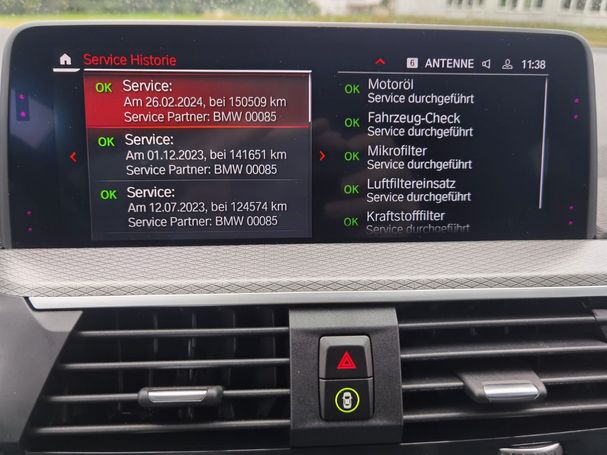 Service Historie
6 ANTENNE 11:38
OK Service:
Am 26.02.2024, bei 150509 km
Service Partner: BMW 00085
OK Service:
Am 01.12.2023, bei 141651 km
Service Partner: BMW 00085
OK Service:
Am 12.07.2023, bei 124574 km
Service Partner: BMW 00085
OK Motoröl
Service durchgeführt
OK Fahrzeug-Check
Service durchgeführt
OK Mikrofilter
Service durchgeführt
OK Luftfiltereinsatz
Service durchgeführt
OK Kraftstofffilter
Service durchgeführt